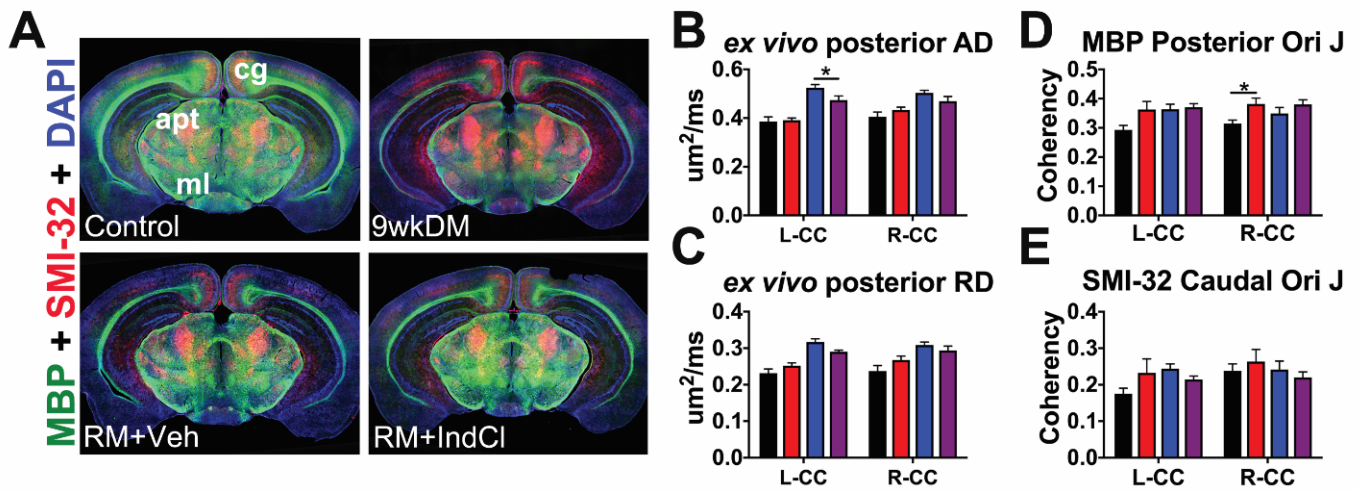 A
MBP + SMI-32 + DAPI
cg
apt
ml
Control
9wkDM
RM+Veh
RM+IndCl
B
ex vivo posterior AD
um²/ms
0.6
0.4
0.2
0.0
*
L-CC
R-CC
C
ex vivo posterior RD
um²/ms
0.4
0.3
0.2
0.1
0.0
L-CC
R-CC
D
MBP Posterior Ori J
Coherency
0.5
0.4
0.3
0.2
0.1
0.0
*
L-CC
R-CC
E
SMI-32 Caudal Ori J
Coherency
0.4
0.3
0.2
0.1
0.0
L-CC
R-CC